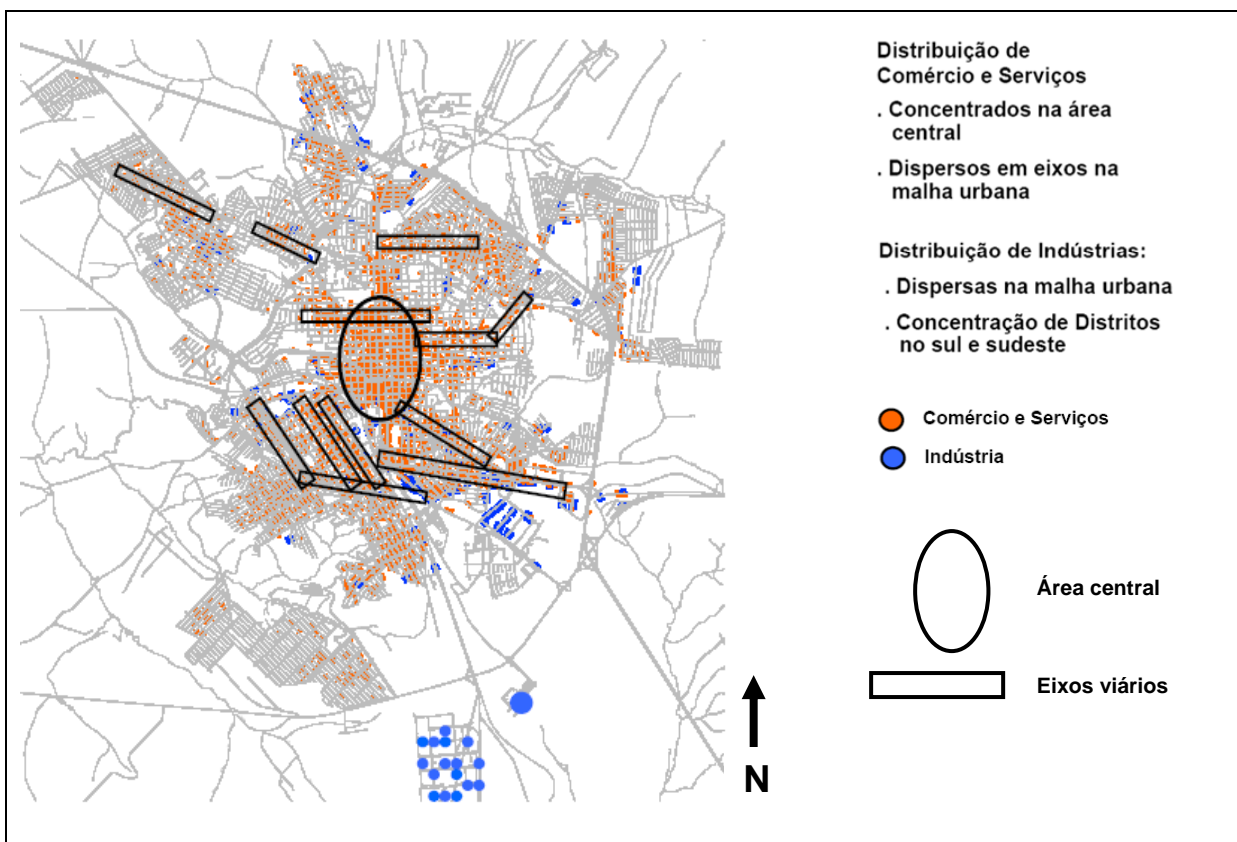 Distribuição de
Comércio e Serviços
. Concentrados na área
central
. Dispersos em eixos na
malha urbana
Distribuição de Indústrias:
. Dispersas na malha urbana
. Concentração de Distritos
no sul e sudeste
Comércio e Serviços
Indústria
Área central
Eixos viários
N